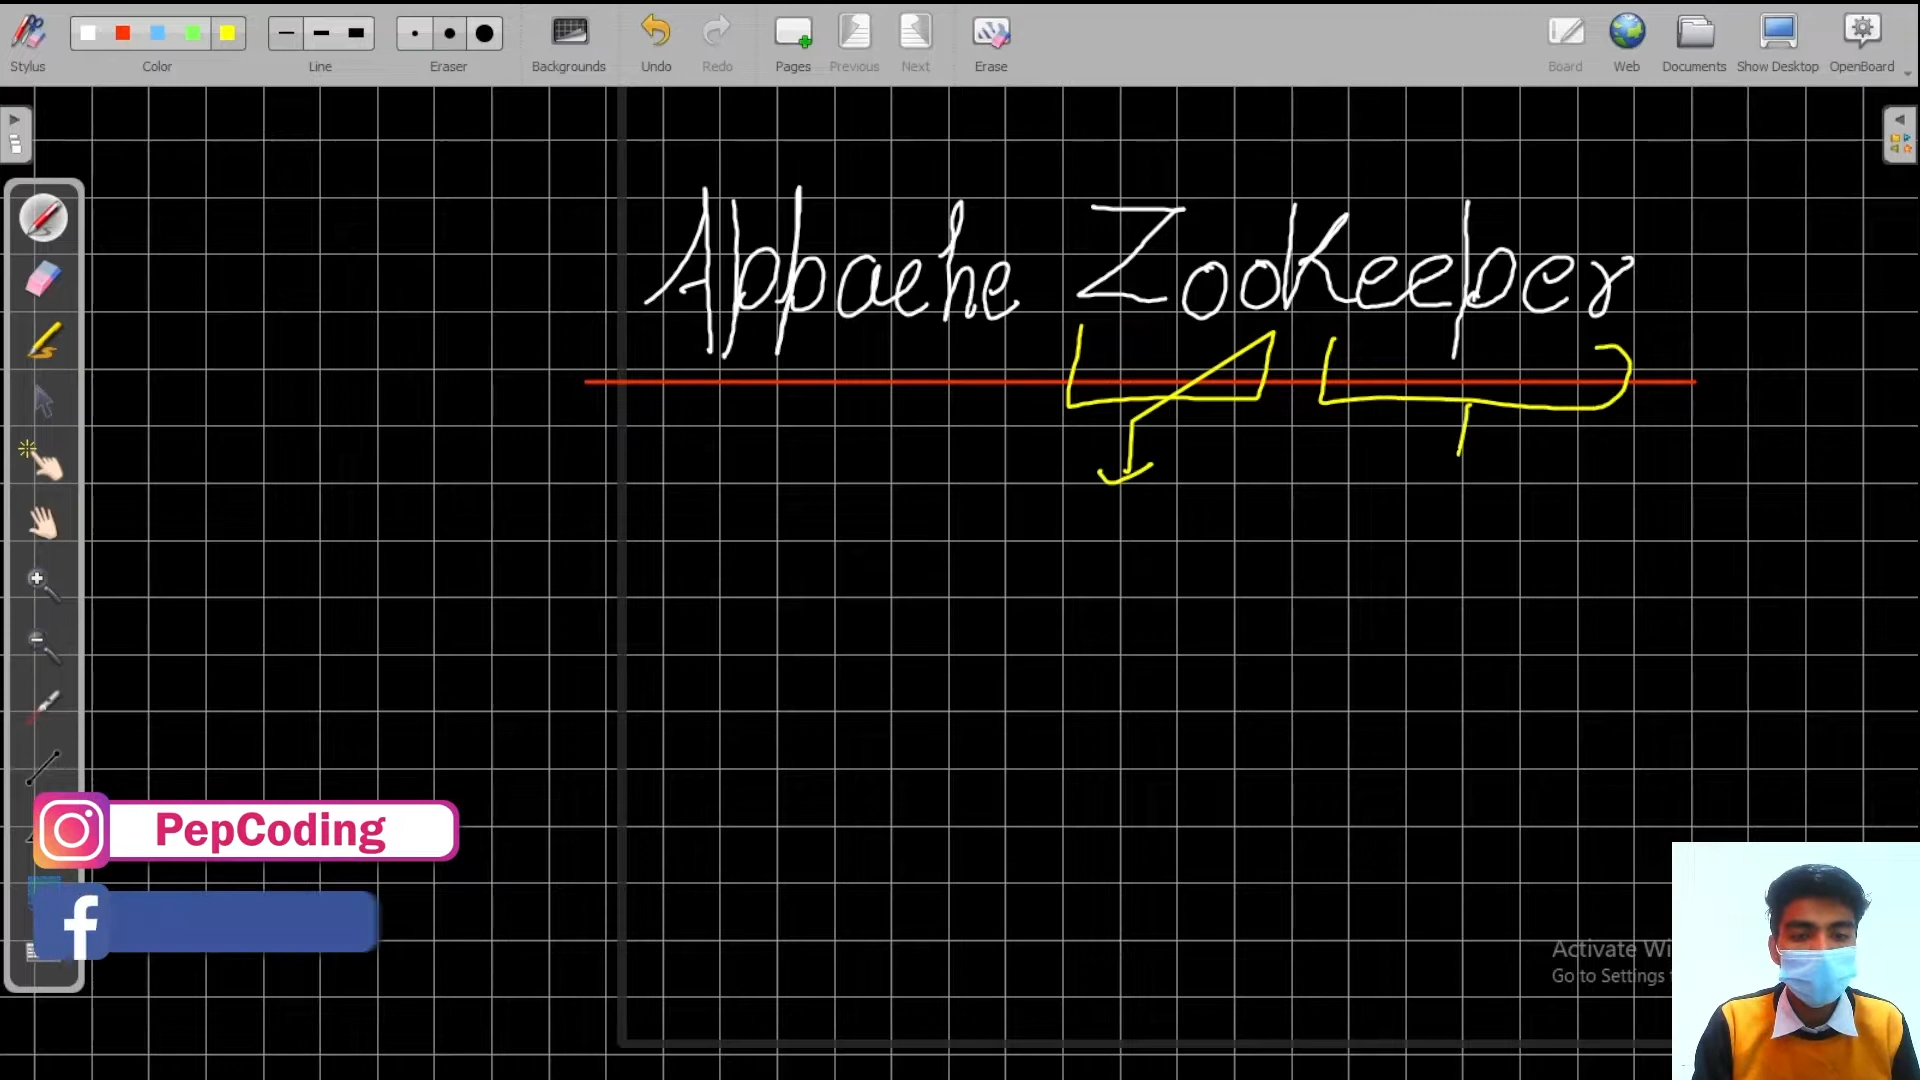 Stylus
Color
Line
Eraser
Backgrounds
Undo
Redo
Pages
Previous
Next
Erase
Board
Web
Documents
Show Desktop
OpenBoard
Appache ZooKeeper
PepCoding
f
Activate Wi
Go to Settings